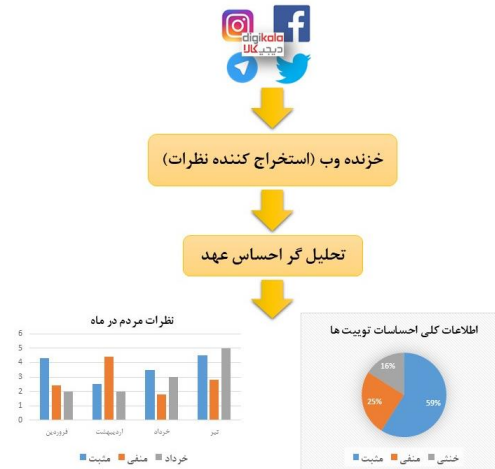 digikala
دیجی‌کالا
خزنده وب (استخراج کننده نظرات)
تحلیل گر احساس عهد
نظرات مردم در ماه
6
5
4
3
2
1
0
فروردین
اردیبهشت
خرداد
تیر
مثبت
منفی
خرداد
اطلاعات کلی احساسات توییت ها
16%
25%
59%
مثبت
منفی
خنثی